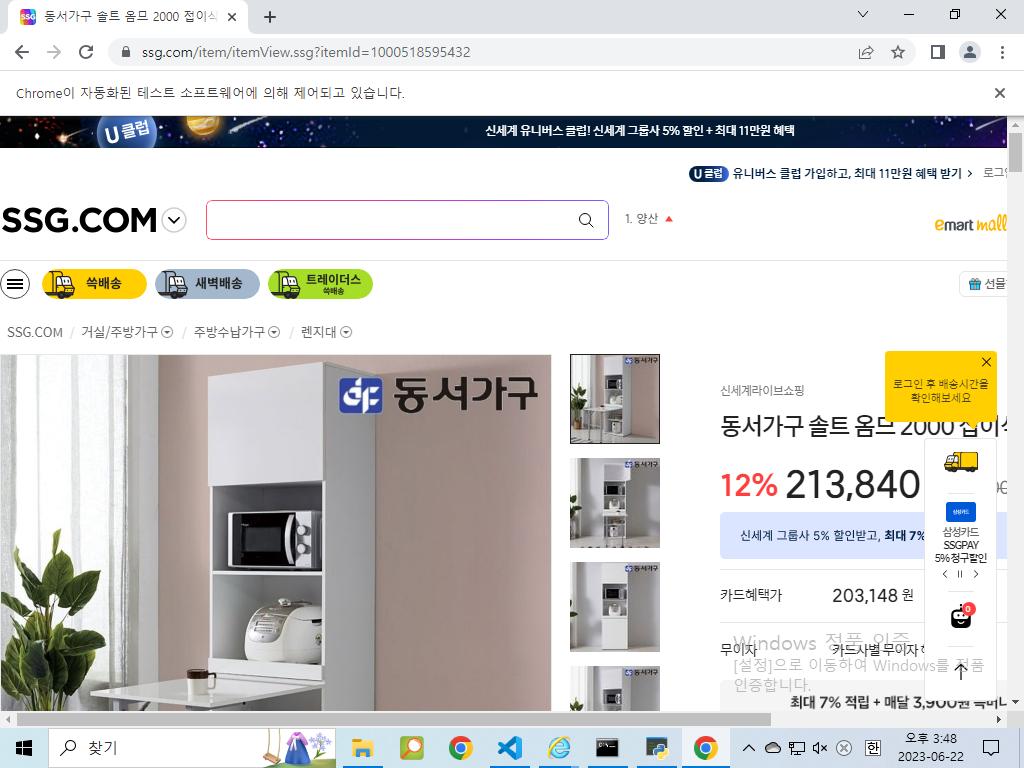 동서가구 솔트 옴므 2000 접이식
ssg.com/item/itemView.ssg?itemId=1000518595432
Chrome이 자동화된 테스트 소프트웨어에 의해 제어되고 있습니다.
U 클럽
신세계 유니버스 클럽! 신세계 그룹사 5% 할인 + 최대 11만원 혜택
U 클럽 유니버스 클럽 가입하고, 최대 11만원 혜택 받기
SSG.COM
1. 양산
emart mall
쓱배송
새벽배송
트레이더스
쓱배송
선물
SSG.COM / 거실/주방가구 / 주방수납가구 / 렌지대
동서가구
로그인 후 배송시간을
확인해보세요
신세계라이브쇼핑
동서가구 솔트 옴므 2000 접이식
12% 213,840
신세계 그룹사 5% 할인받고, 최대 7%
삼성카드
삼성카드
SSGPAY
5% 청구할인
카드혜택가 203,148 원
0
무이자 카드사별 무이자
Windows 정품 인증
[설정]으로 이동하여 Windows를 정품
인증합니다.
최대 7% 적립 + 매달 3,900원
찾기
한
오후 3:48
2023-06-22